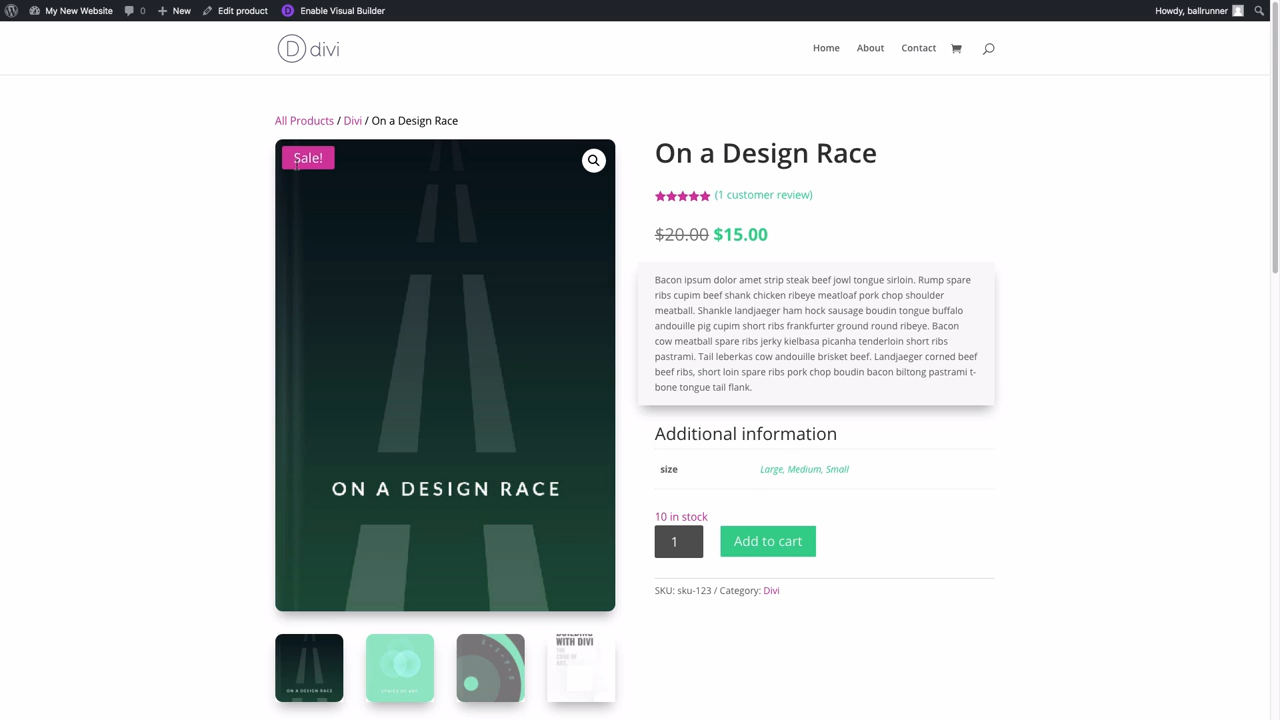 My New Website 0 New Edit product Enable Visual Builder Howdy, ballrunner
D divi Home About Contact
All Products / Divi / On a Design Race
Sale!
On a Design Race
(1 customer review)
$20.00 $15.00
Bacon ipsum dolor amet strip steak beef jowl tongue sirloin. Rump spare
ribs cupim beef shank chicken ribeye meatloaf pork chop shoulder
meatball. Shankle landjaeger ham hock sausage boudin tongue buffalo
andouille pig cupim short ribs frankfurter ground round ribeye. Bacon
cow meatball spare ribs jerky kielbasa picanha tenderloin short ribs
pastrami. Tail leberkas cow andouille brisket beef. Landjaeger corned beef
beef ribs, short loin spare ribs pork chop boudin bacon biltong pastrami t-
bone tongue tail flank.
Additional information
size Large, Medium, Small
ON A DESIGN RACE
10 in stock
1 Add to cart
SKU: sku-123 / Category: Divi
ON A DESIGN RACE
BUILDING
WITH DIVI
THE
CODE OF